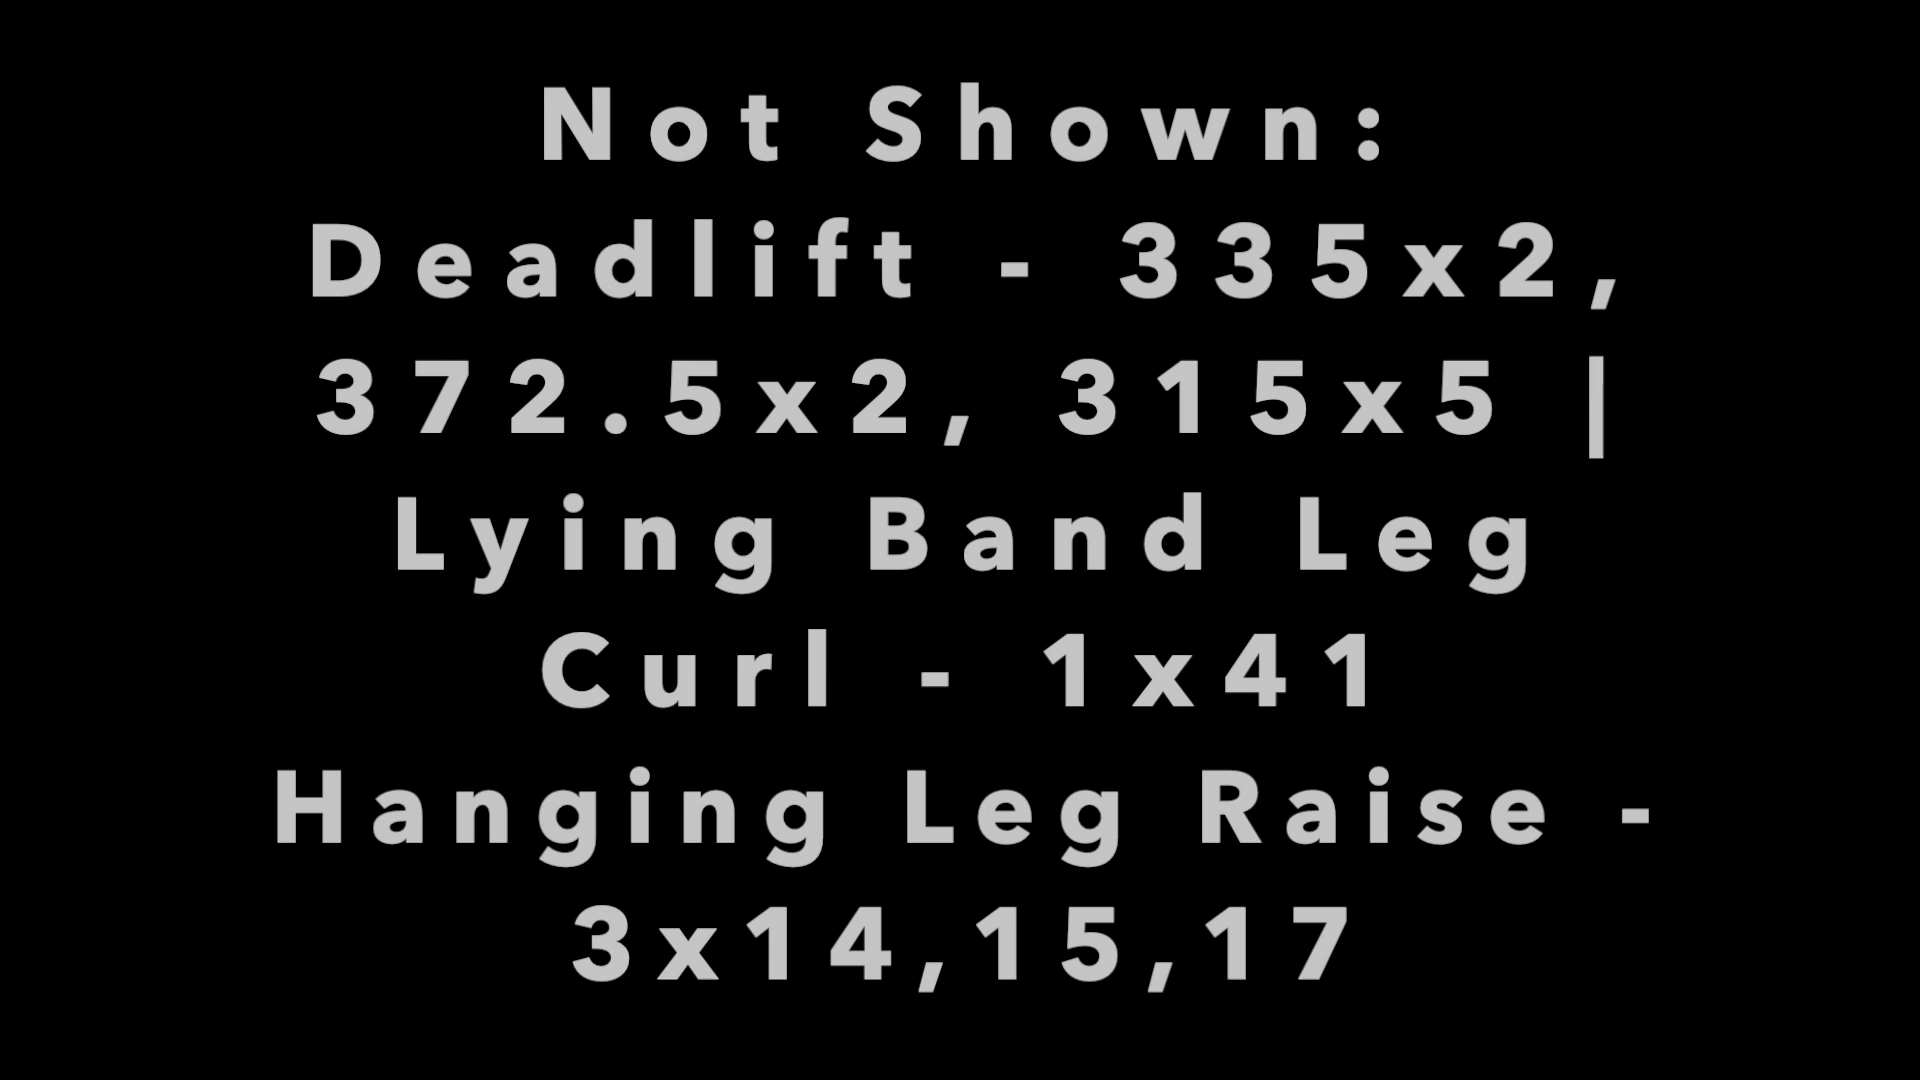 Not Shown:
Deadlift - 335x2,
372.5x2, 315x5 |
Lying Band Leg
Curl - 1x41
Hanging Leg Raise -
3x14,15,17